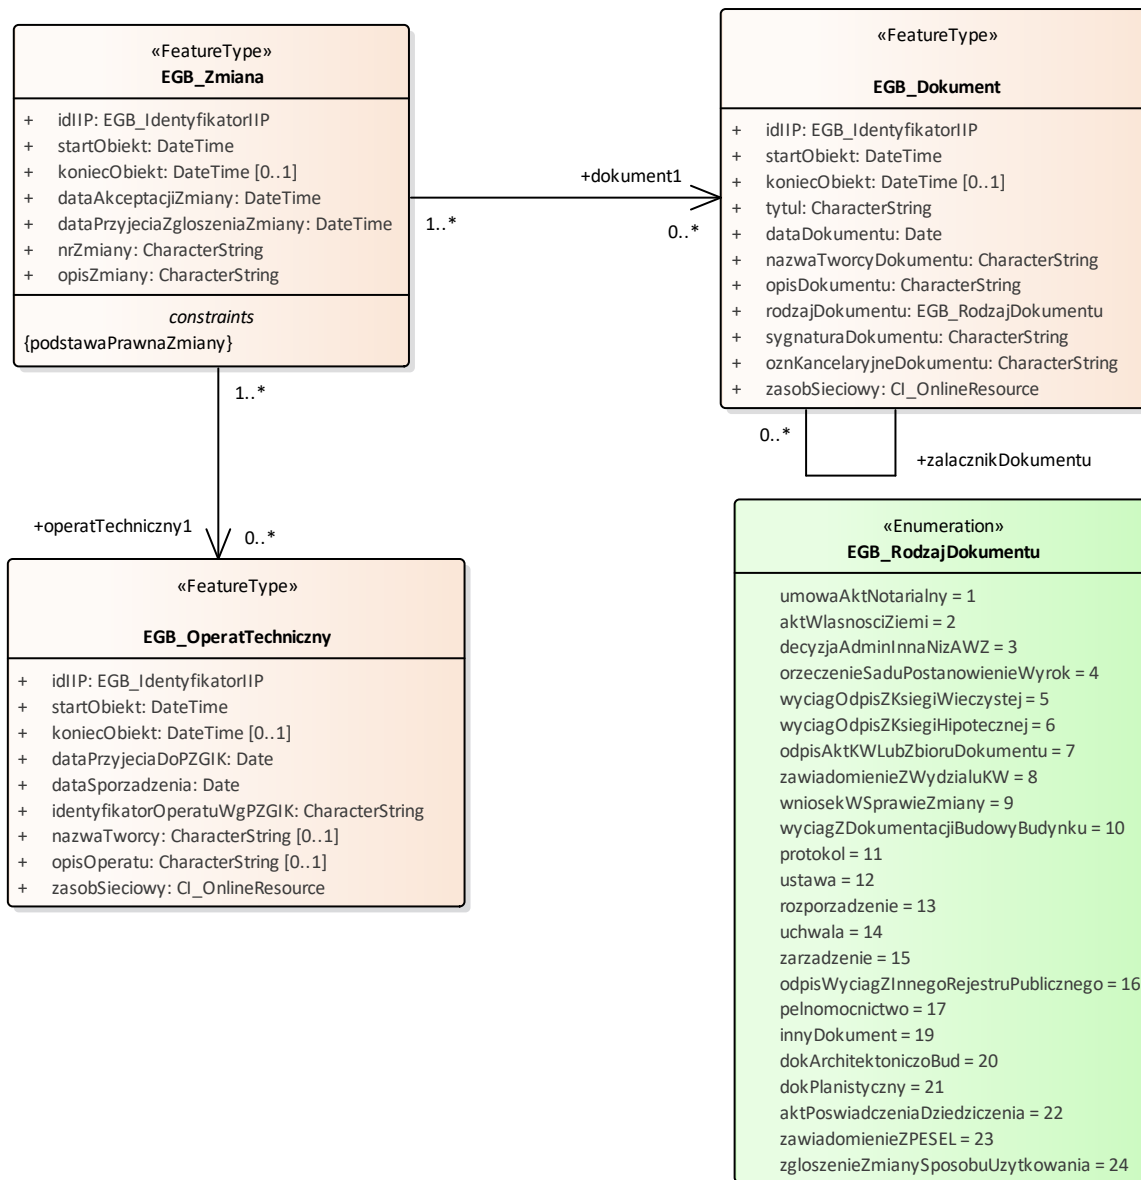 «FeatureType»
EGB_Zmiana
+ idIIP: EGB_IdentyfikatorIIP
+ startObiekt: DateTime
+ koniecObiekt: DateTime [0..1]
+ dataAkceptacjiZmiany: DateTime
+ dataPrzyjeciaZgloszeniaZmiany: DateTime
+ nrZmiany: CharacterString
+ opisZmiany: CharacterString
constraints
{podstawaPrawnaZmiany}
+dokument1
1..*
0..*
«FeatureType»
EGB_Dokument
+ idIIP: EGB_IdentyfikatorIIP
+ startObiekt: DateTime
+ koniecObiekt: DateTime [0..1]
+ tytul: CharacterString
+ dataDokumentu: Date
+ nazwaTworcyDokumentu: CharacterString
+ opisDokumentu: CharacterString
+ rodzajDokumentu: EGB_RodzajDokumentu
+ sygnaturaDokumentu: CharacterString
+ oznKancelaryjneDokumentu: CharacterString
+ zasobSieciowy: CI_OnlineResource
0..*
+zalacznikDokumentu
1..*
+operatTechniczny1
0..*
«FeatureType»
EGB_OperatTechniczny
+ idIIP: EGB_IdentyfikatorIIP
+ startObiekt: DateTime
+ koniecObiekt: DateTime [0..1]
+ dataPrzyjeciaDoPZGIK: Date
+ dataSporzadzenia: Date
+ identyfikatorOperatuWgPZGIK: CharacterString
+ nazwaTworcy: CharacterString [0..1]
+ opisOperatu: CharacterString [0..1]
+ zasobSieciowy: CI_OnlineResource
«Enumeration»
EGB_RodzajDokumentu
umowaAktNotarialny = 1
aktWlasnosciZiemi = 2
decyzjaAdminInnaNizAWZ = 3
orzeczenieSaduPostanowienieWyrok = 4
wyciagOdpisZKsiegiWieczystej = 5
wyciagOdpisZKsiegiHipotecznej = 6
odpisAktKWLubZbioruDokumentu = 7
zawiadomienieZWydzialuKW = 8
wniosekWSprawieZmiany = 9
wyciagZDokumentacjiBudowyBudynku = 10
protokol = 11
ustawa = 12
rozporzadzenie = 13
uchwala = 14
zarzadzenie = 15
odpisWyciagZInnegoRejestruPublicznego = 16
pelnomocnictwo = 17
innyDokument = 19
dokArchitektoniczoBud = 20
dokPlanistyczny = 21
aktPoswiadczeniaDziedziczenia = 22
zawiadomienieZPESEL = 23
zgloszenieZmianySposobuUzytkowania = 24